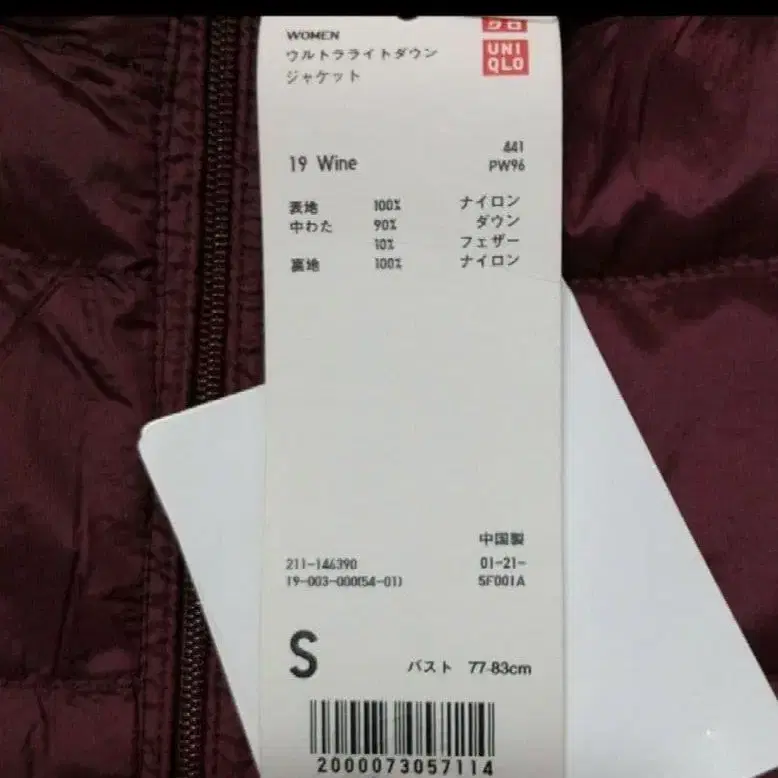 WOMEN
ウルトラライトダウン
ジャケット
UNI
QLO
19 Wine
441
PW96
表地 100% ナイロン
中わた 90% ダウン
10% フェザー
裏地 100% ナイロン
中国製
211-146390 01-21-
19-003-000(54-01) 5F001A
S バスト 77-83cm
2000073057114